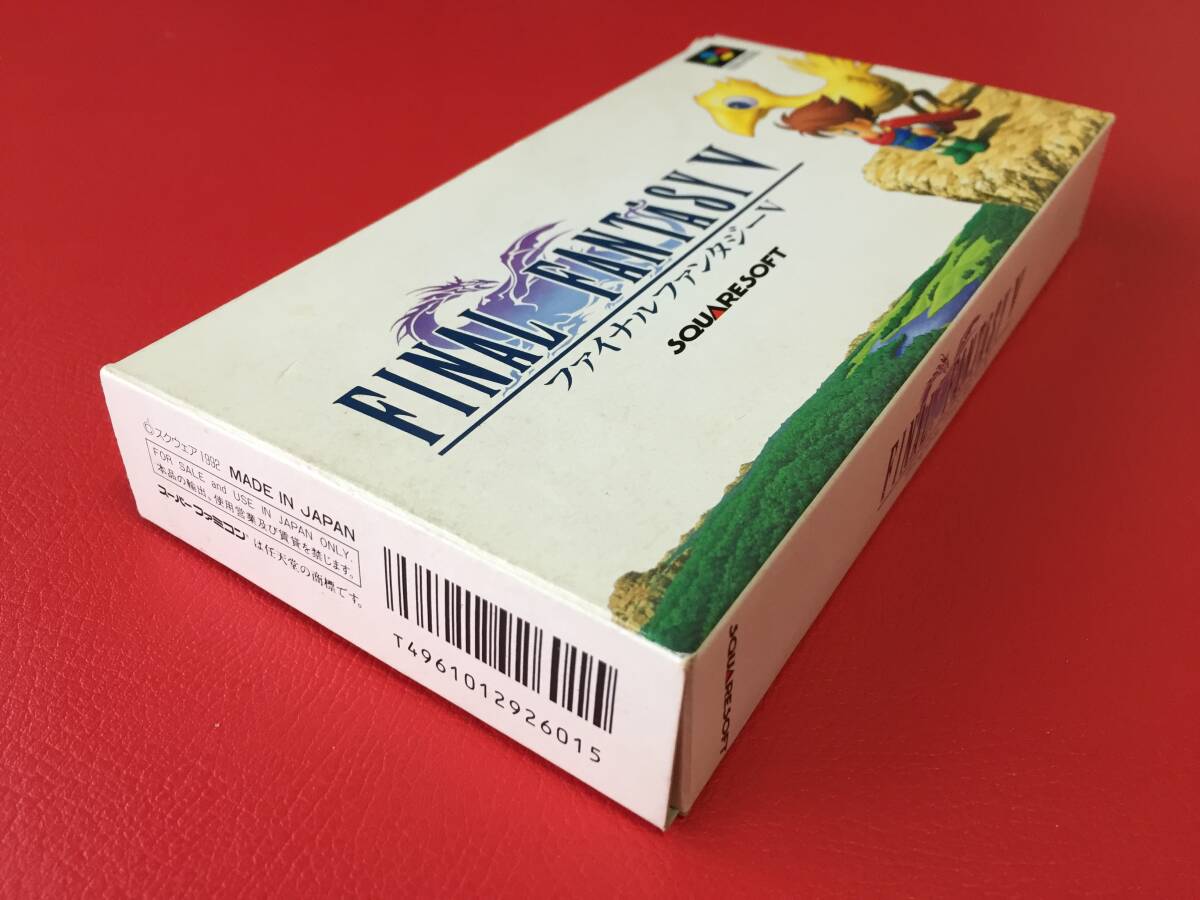 FINAL FANTASY V
ファイナルファンタジーV
SQUARESOFT
©スクウェア1992 MADE IN JAPAN
FOR SALE and USE IN JAPAN ONLY.
本品の輸出、使用営業及び賃貸を禁じます。
スーパーファミコン®は任天堂の商標です。
T4961012926015
FINAL FANTASY V
SQUARESOFT